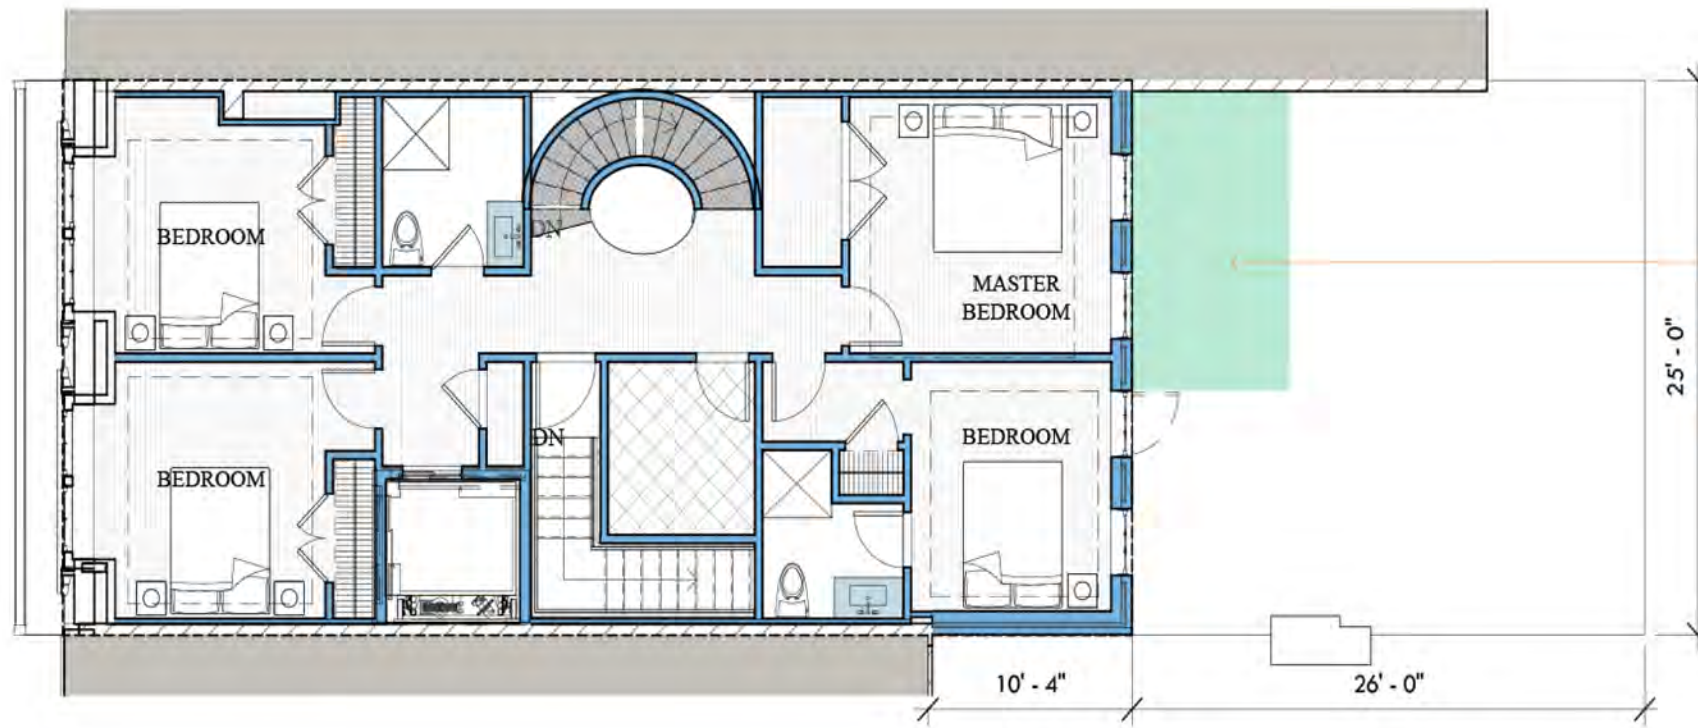 BEDROOM
DN
MASTER
BEDROOM
25' - 0"
BEDROOM
DN
BEDROOM
10' - 4"
26' - 0"